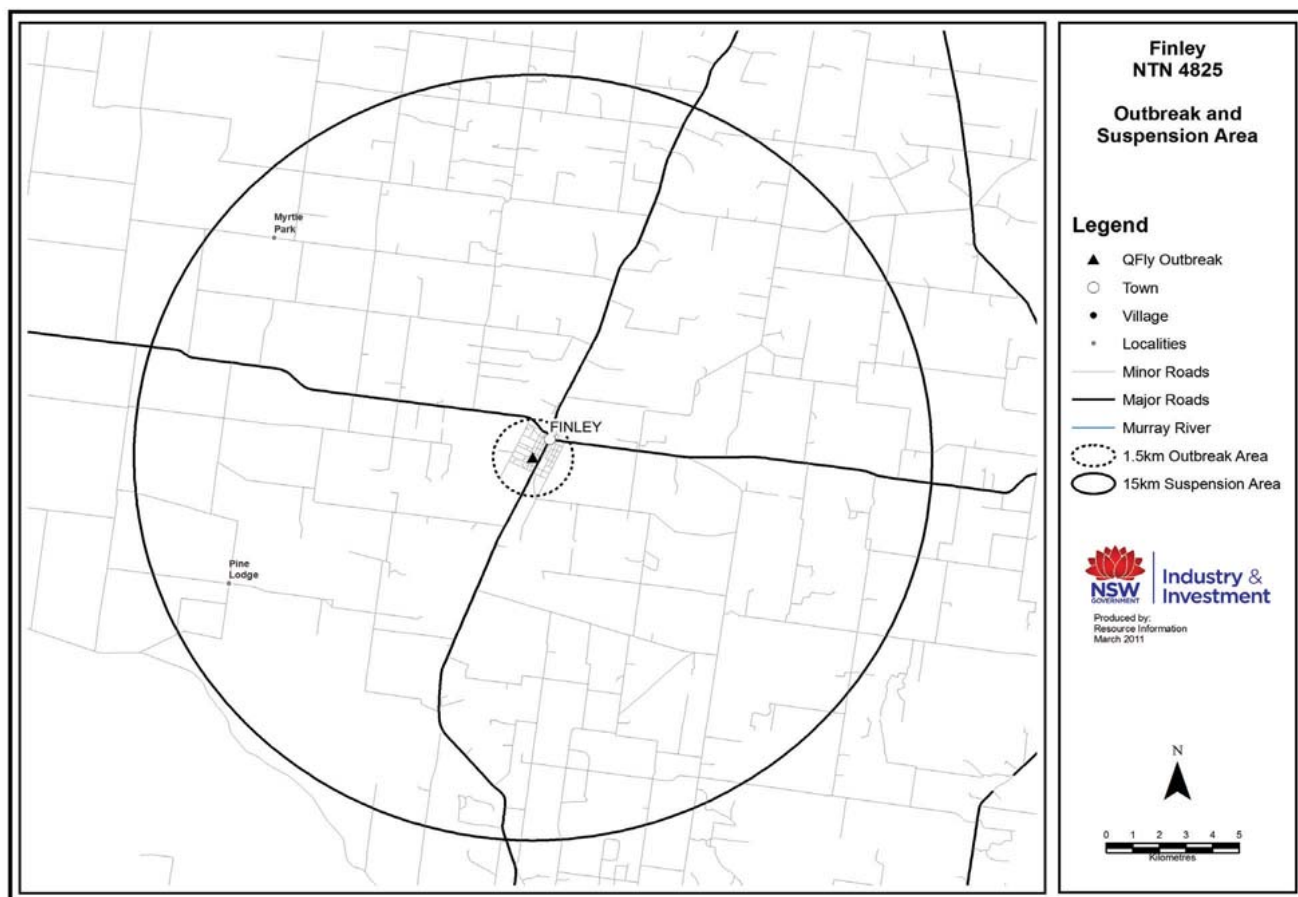 Finley
NTN 4825
Outbreak and
Suspension Area
Myrtle
Park
FINLEY
Pine
Lodge
Legend
QFly Outbreak
Town
Village
Localities
Minor Roads
Major Roads
Murray River
1.5km Outbreak Area
15km Suspension Area
NSW
GOVERNMENT
Industry &
Investment
Produced by:
Resource Information
March 2011
N
0 1 2 3 4 5
Kilometres